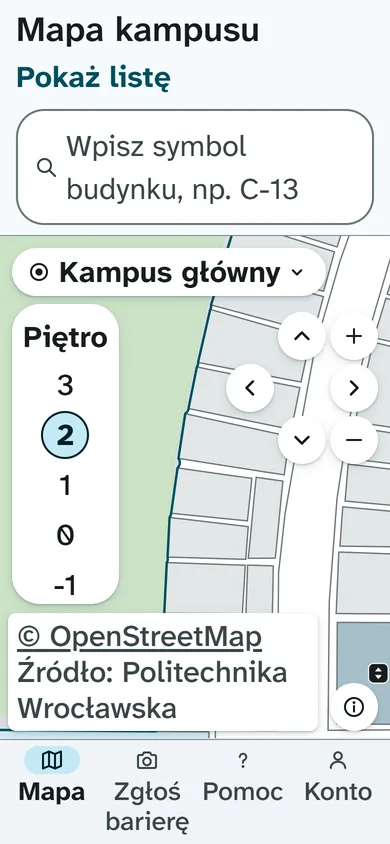 Mapa kampusu
Pokaż listę
Wpisz symbol
budynku, np. C-13
Kampus główny
Piętro
3
2
1
0
-1
+
−
© OpenStreetMap
Źródło: Politechnika
Wrocławska
Mapa
Zgłoś
barierę
Pomoc
Konto